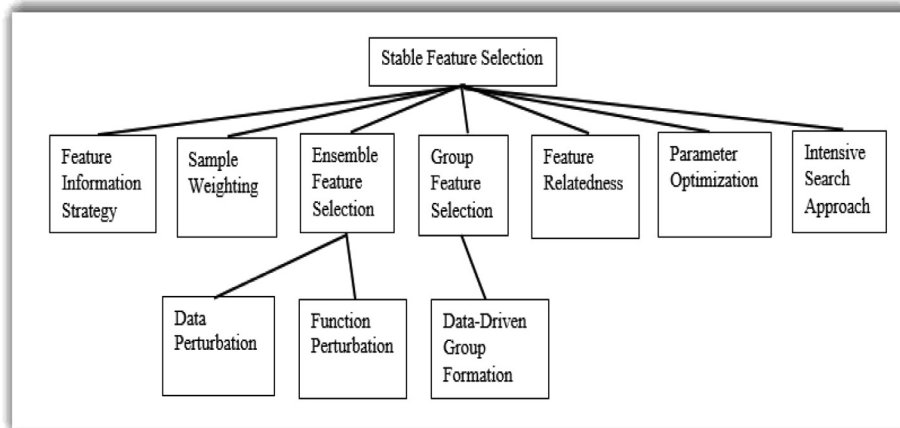 Stable Feature Selection
Feature
Information
Strategy
Sample
Weighting
Ensemble
Feature
Selection
Group
Feature
Selection
Feature
Relatedness
Parameter
Optimization
Intensive
Search
Approach
Data
Perturbation
Function
Perturbation
Data-Driven
Group
Formation